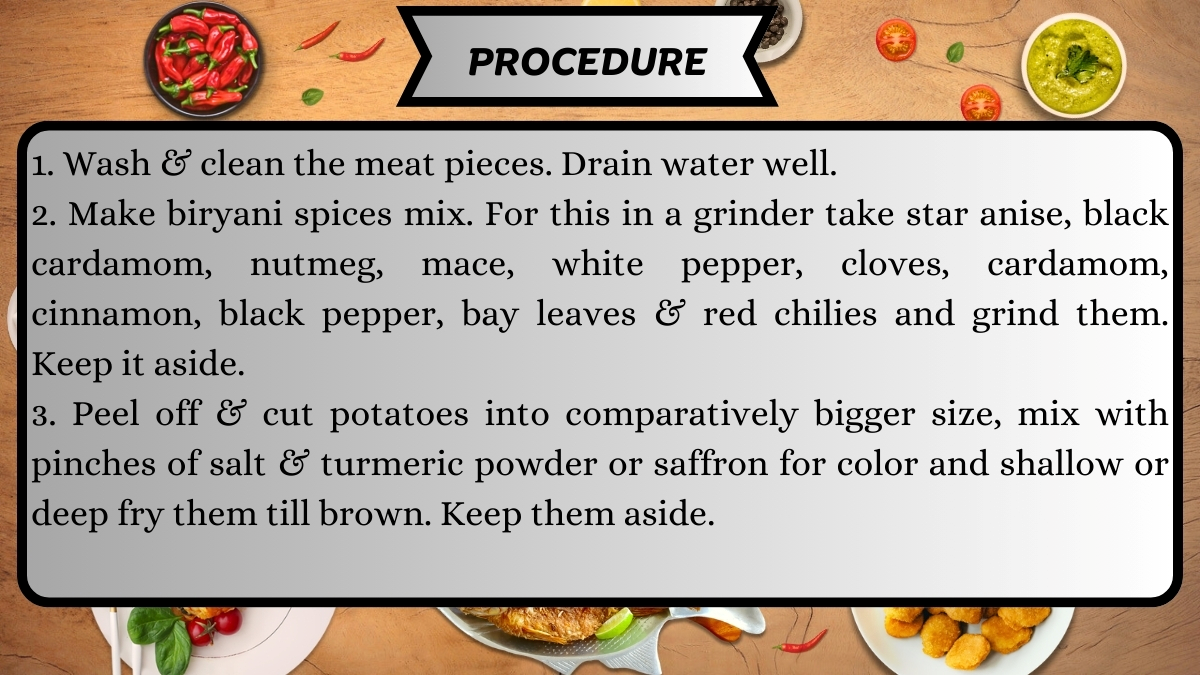 PROCEDURE
1. Wash & clean the meat pieces. Drain water well.
2. Make biryani spices mix. For this in a grinder take star anise, black
cardamom, nutmeg, mace, white pepper, cloves, cardamom,
cinnamon, black pepper, bay leaves & red chilies and grind them.
Keep it aside.
3. Peel off & cut potatoes into comparatively bigger size, mix with
pinches of salt & turmeric powder or saffron for color and shallow or
deep fry them till brown. Keep them aside.